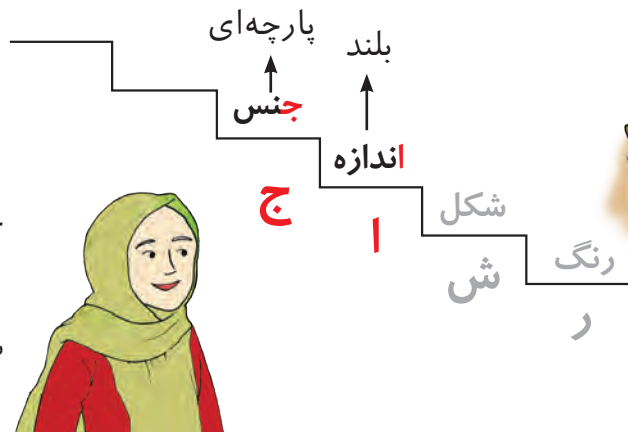 پارچه‌ای
بلند
جنس
اندازه
ج
ا
شکل
ش
رنگ
ر